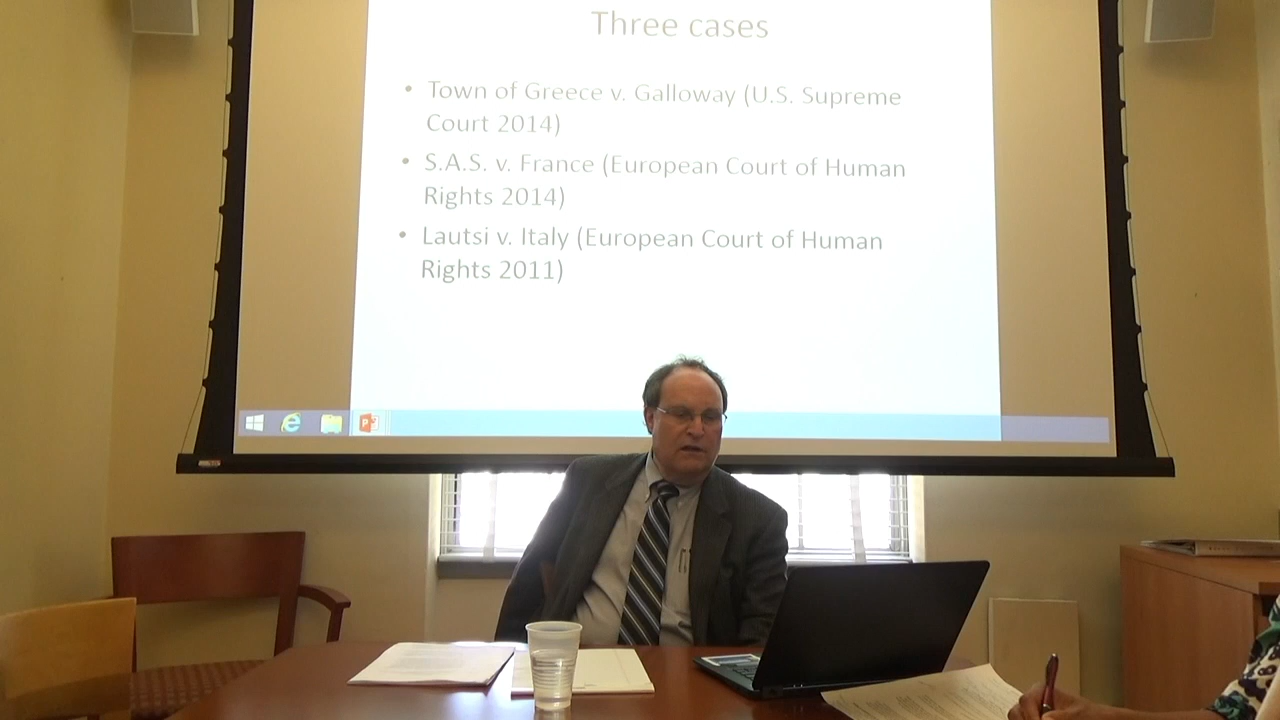 Three cases
• Town of Greece v. Galloway (U.S. Supreme
Court 2014)
• S.A.S. v. France (European Court of Human
Rights 2014)
• Lautsi v. Italy (European Court of Human
Rights 2011)